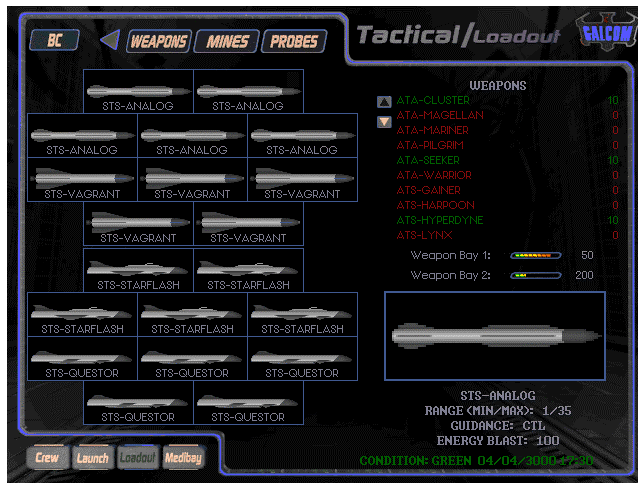 BC
WEAPONS
MINES
PROBES
Tactical/Loadout
GALCOM
STS-ANALOG STS-ANALOG
STS-ANALOG STS-ANALOG STS-ANALOG
STS-VAGRANT STS-VAGRANT STS-VAGRANT
STS-VAGRANT STS-VAGRANT
STS-STARFLASH STS-STARFLASH
STS-STARFLASH STS-STARFLASH STS-STARFLASH
STS-QUESTOR STS-QUESTOR STS-QUESTOR
STS-QUESTOR STS-QUESTOR
WEAPONS
ATA-CLUSTER 10
ATA-MAGELLAN 0
ATA-MARINER 0
ATA-PILGRIM 0
ATA-SEEKER 10
ATA-WARRIOR 0
ATS-GAINER 0
ATS-HARPOON 0
ATS-HYPERDYNE 10
ATS-LYNX 0
Weapon Bay 1: 50
Weapon Bay 2: 200
STS-ANALOG
RANGE (MIN/MAX): 1/35
GUIDANCE: CTL
ENERGY BLAST: 100
CONDITION: GREEN 04/04/3000 17:30
Crew
Launch
Loadout
Medibay